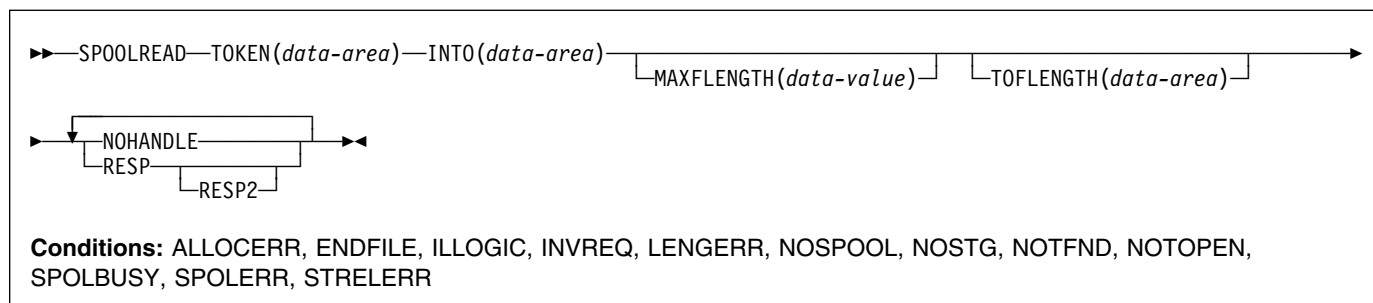 SPOOLREAD TOKEN(data-area) INTO(data-area)
MAXFLENGTH(data-value) TOFLENGTH(data-area)
NOHANDLE
RESP
RESP2
Conditions: ALLOCERR, ENDFILE, ILLOGIC, INVREQ, LENGERR, NOSPOOL, NOSTG, NOTFND, NOTOPEN,
SPOLBUSY, SPOLERR, STRELERR